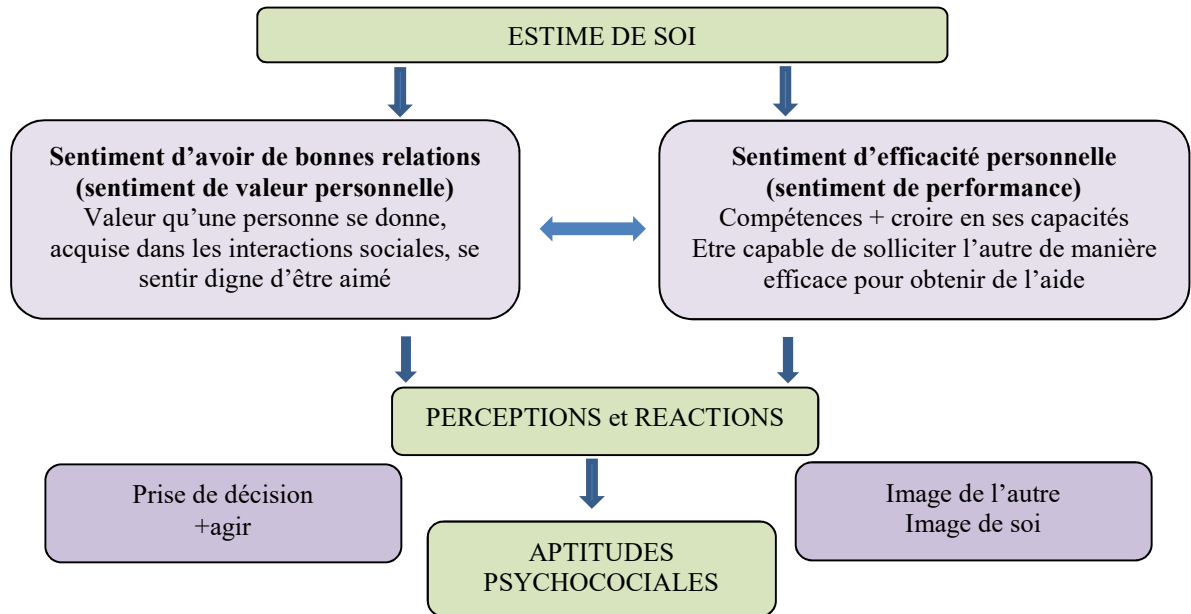 ESTIME DE SOI
Sentiment d’avoir de bonnes relations
(sentiment de valeur personnelle)
Valeur qu’une personne se donne,
acquise dans les interactions sociales, se
sentir digne d’être aimé
Sentiment d’efficacité personnelle
(sentiment de performance)
Compétences + croire en ses capacités
Etre capable de solliciter l’autre de manière
efficace pour obtenir de l’aide
PERCEPTIONS et REACTIONS
Prise de décision
+agir
Image de l’autre
Image de soi
APTITUDES
PSYCHOCOCIALES